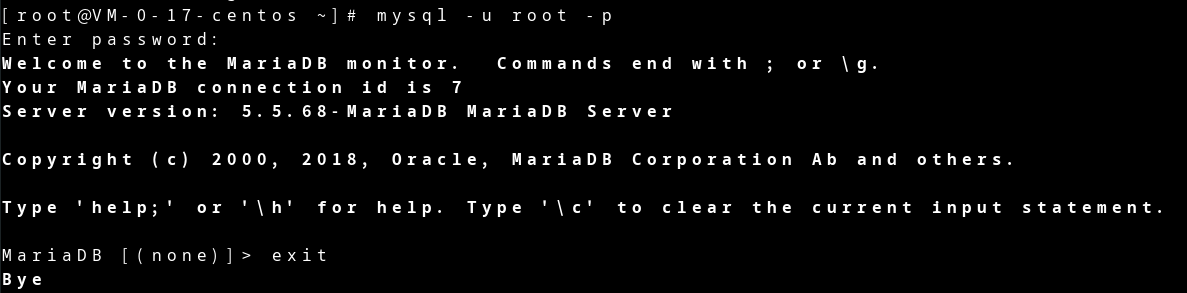 [root@VM-0-17-centos ~]# mysql -u root -p
Enter password:
Welcome to the MariaDB monitor.  Commands end with ; or \g.
Your MariaDB connection id is 7
Server version: 5.5.68-MariaDB MariaDB Server
Copyright (c) 2000, 2018, Oracle, MariaDB Corporation Ab and others.
Type 'help;' or '\h' for help. Type '\c' to clear the current input statement.
MariaDB [(none)]> exit
Bye